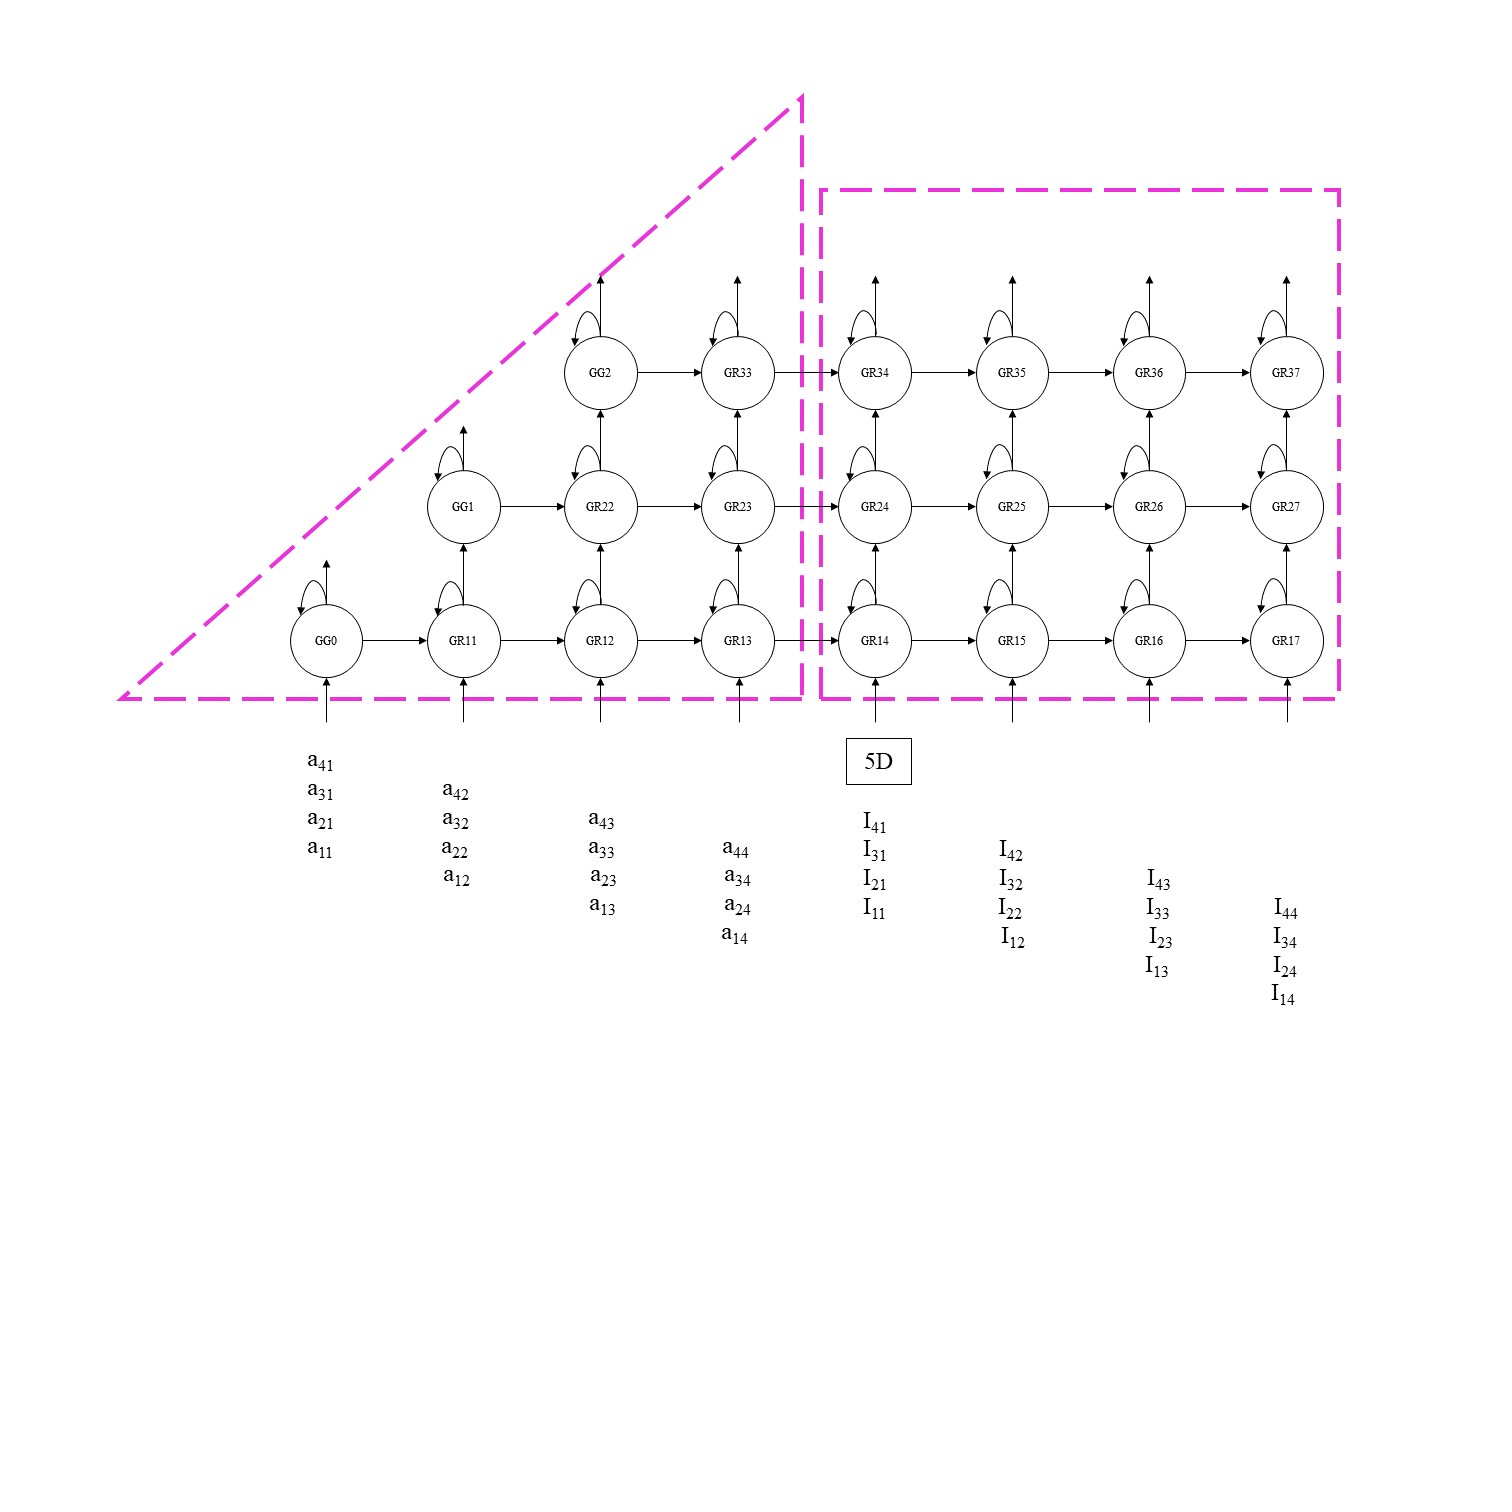 GG2 GR33 GR34 GR35 GR36 GR37
GG1 GR22 GR23 GR24 GR25 GR26 GR27
GG0 GR11 GR12 GR13 GR14 GR15 GR16 GR17
5D
a₄₁
a₃₁ a₄₂
a₂₁ a₃₂ a₄₃ I₄₁
a₁₁ a₂₂ a₃₃ a₄₄ I₃₁ I₄₂
a₁₂ a₂₃ a₃₄ I₂₁ I₃₂ I₄₃
a₁₃ a₂₄ I₁₁ I₂₂ I₃₃ I₄₄
a₁₄ I₁₂ I₂₃ I₃₄
I₁₃ I₂₄
I₁₄